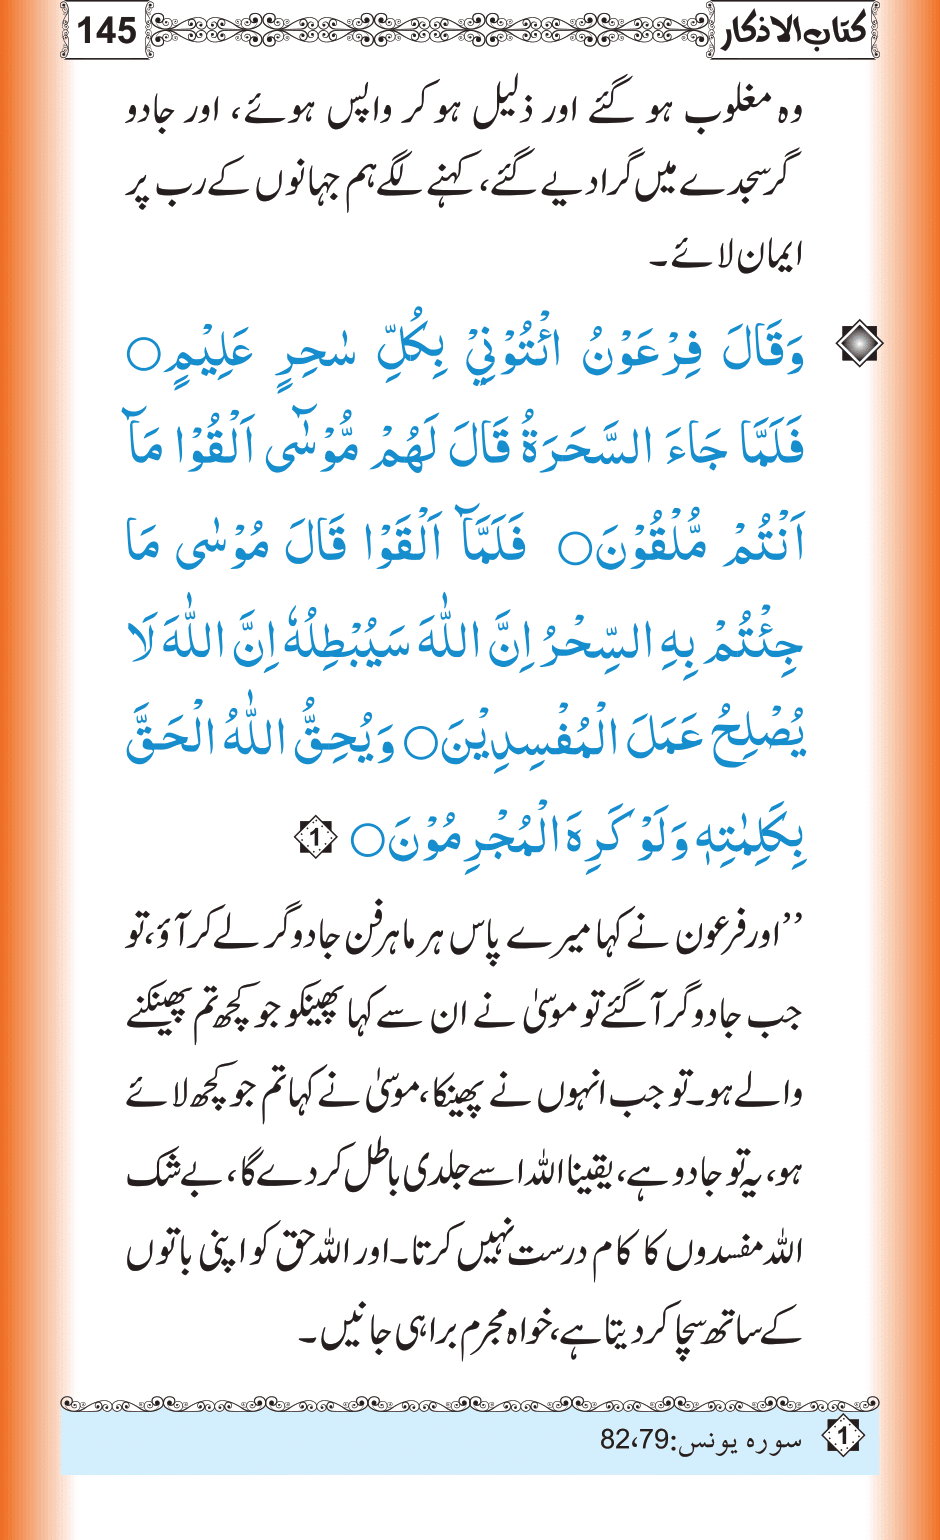 145
کتاب الاذکار
وہ مغلوب ہو گئے اور ذلیل ہو کر واپس ہوئے، اور جادو
گر سجدے میں گرا دیے گئے، کہنے لگے ہم جہانوں کے رب پر
ایمان لائے۔
وَقَالَ فِرْعَوْنُ ائْتُوْنِيْ بِكُلِّ سٰحِرٍ عَلِيْمٍ○
فَلَمَّا جَاءَ السَّحَرَةُ قَالَ لَهُمْ مُّوْسٰٓى اَلْقُوْا مَآ
اَنْتُمْ مُّلْقُوْنَ○ فَلَمَّآ اَلْقَوْا قَالَ مُوْسٰى مَا
جِئْتُمْ بِهِ السِّحْرُ اِنَّ اللّٰهَ سَيُبْطِلُهٗ اِنَّ اللّٰهَ لَا
يُصْلِحُ عَمَلَ الْمُفْسِدِيْنَ○ وَيُحِقُّ اللّٰهُ الْحَقَّ
بِكَلِمٰتِهٖ وَلَوْ كَرِهَ الْمُجْرِمُوْنَ○ 1
’’اور فرعون نے کہا میرے پاس ہر ماہر فن جادوگر لے کر آؤ، تو
جب جادوگر آ گئے تو موسیٰ نے ان سے کہا پھینکو جو کچھ تم پھینکنے
والے ہو۔ تو جب انہوں نے پھینکا، موسیٰ نے کہا تم جو کچھ لائے
ہو، یہ تو جادو ہے، یقینا اللہ اسے جلدی باطل کر دے گا، بے شک
اللہ مفسدوں کا کام درست نہیں کرتا۔ اور اللہ حق کو اپنی باتوں
کے ساتھ سچا کر دیتا ہے، خواہ مجرم برا ہی جانیں۔
1 سورہ یونس:82،79